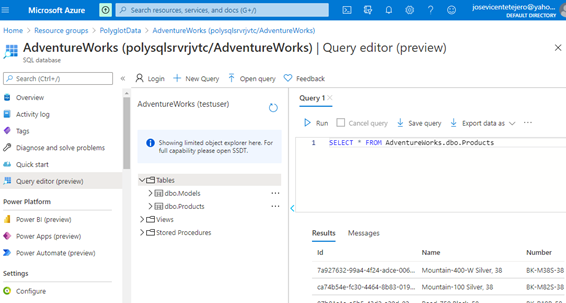 Microsoft Azure
Search resources, services, and docs (G+/)
josevicentetejero@yaho...
DEFAULT DIRECTORY
Home > Resource groups > PolyglotData > AdventureWorks (polysqlsrvrjvtc/AdventureWorks)
AdventureWorks (polysqlsrvrjvtc/AdventureWorks) | Query editor (preview)
SQL database
Search (Ctrl+/)
Overview
Activity log
Tags
Diagnose and solve problems
Quick start
Query editor (preview)
Power Platform
Power BI (preview)
Power Apps (preview)
Power Automate (preview)
Settings
Configure
Login
New Query
Open query
Feedback
AdventureWorks (testuser)
Showing limited object explorer here. For
full capability please open SSDT.
Tables
dbo.Models
dbo.Products
Views
Stored Procedures
Query 1
Run
Cancel query
Save query
Export data as
1 SELECT * FROM AdventureWorks.dbo.Products
Results Messages
Id Name Number
7a927632-99a4-4f24-adce-006... Mountain-400-W Silver, 38 BK-M38S-38
ca74b54e-fc30-4464-8b83-019... Mountain-100 Silver, 38 BK-M82S-38